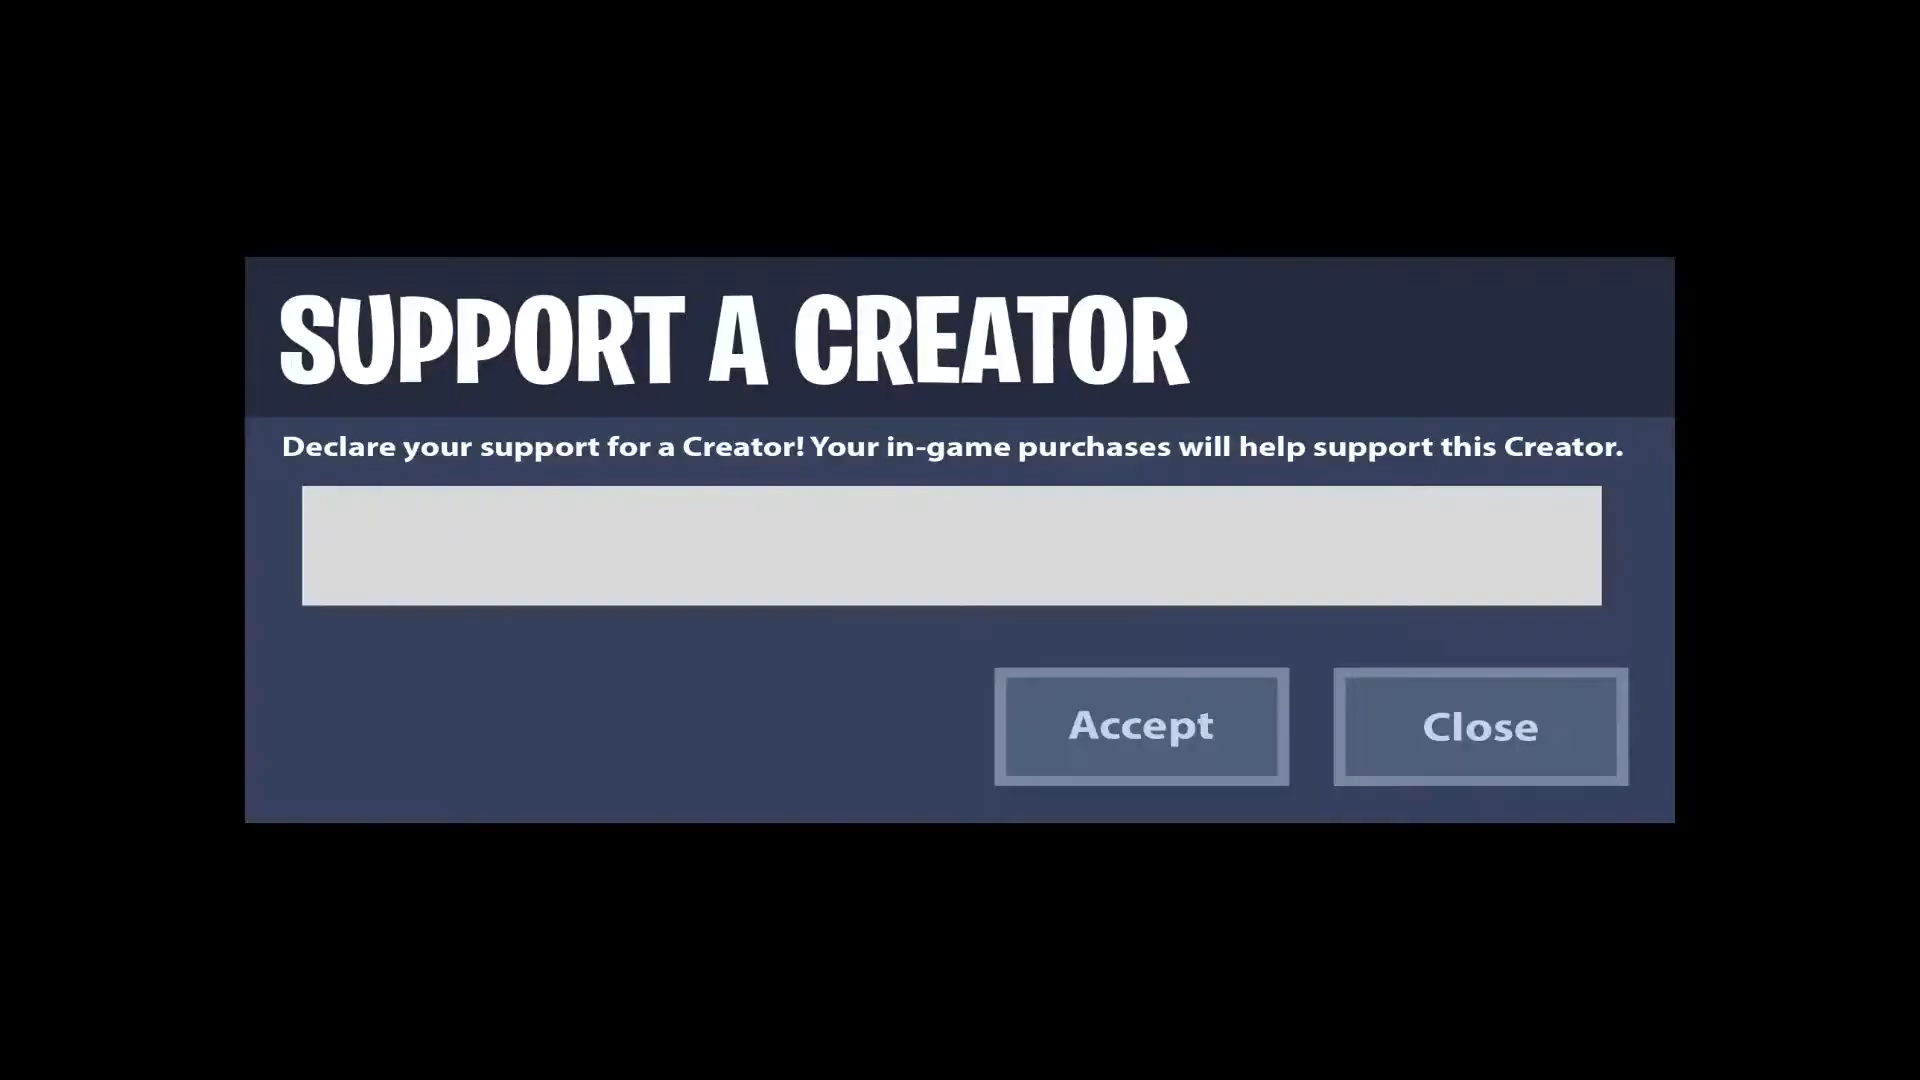 SUPPORT A CREATOR
Declare your support for a Creator! Your in-game purchases will help support this Creator.
Accept
Close